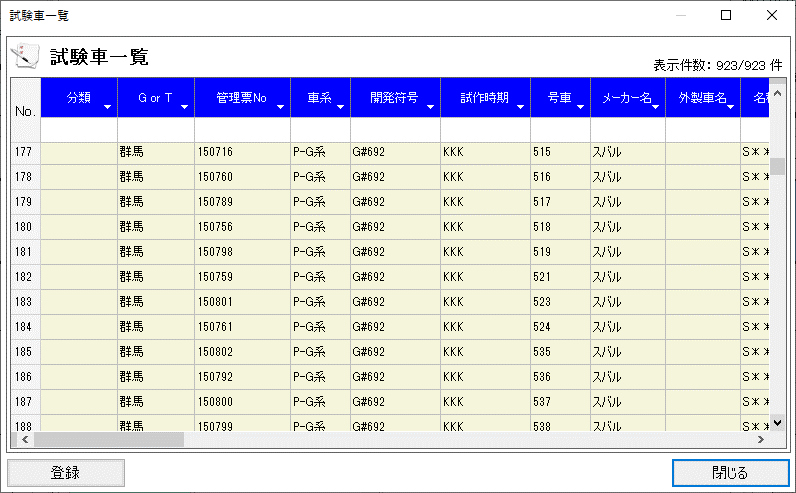 試験車一覧
試験車一覧
表示件数: 923/923 件
No. 分類 G or T 管理票No 車系 開発符号 試作時期 号車 メーカー名 外製車名
177 群馬 150716 P-G系 G#692 KKK 515 スバル S＊＊
178 群馬 150760 P-G系 G#692 KKK 516 スバル S＊＊
179 群馬 150789 P-G系 G#692 KKK 517 スバル S＊＊
180 群馬 150756 P-G系 G#692 KKK 518 スバル S＊＊
181 群馬 150798 P-G系 G#692 KKK 519 スバル S＊＊
182 群馬 150759 P-G系 G#692 KKK 521 スバル S＊＊
183 群馬 150801 P-G系 G#692 KKK 523 スバル S＊＊
184 群馬 150761 P-G系 G#692 KKK 524 スバル S＊＊
185 群馬 150802 P-G系 G#692 KKK 535 スバル S＊＊
186 群馬 150792 P-G系 G#692 KKK 536 スバル S＊＊
187 群馬 150800 P-G系 G#692 KKK 537 スバル S＊＊
188 群馬 150799 P-G系 G#692 KKK 538 スバル S＊＊
登録 閉じる